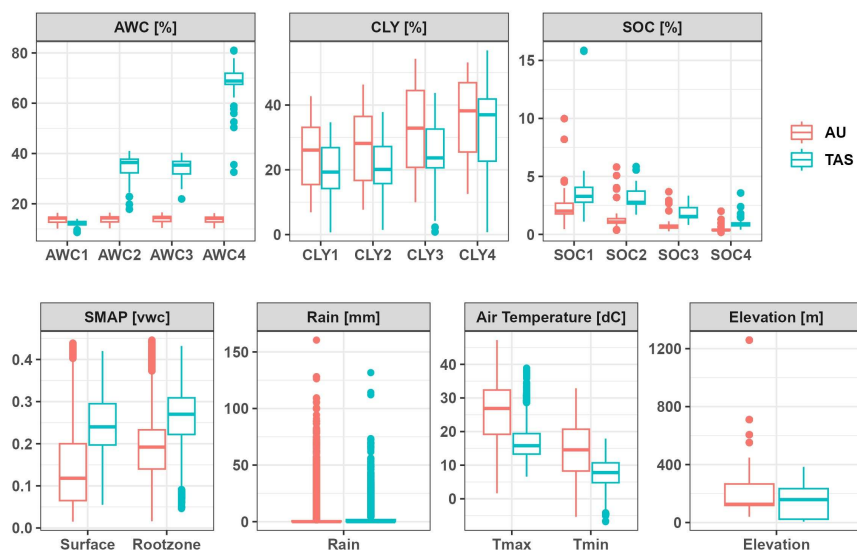 AWC [%] CLY [%] SOC [%]
80
60
40
20
AWC1 AWC2 AWC3 AWC4
40
20
0
CLY1 CLY2 CLY3 CLY4
15
10
5
0
SOC1 SOC2 SOC3 SOC4
AU
TAS
SMAP [vwc] Rain [mm] Air Temperature [dC] Elevation [m]
0.4
0.3
0.2
0.1
0.0
Surface Rootzone
150
100
50
0
Rain
40
30
20
10
0
Tmax Tmin
1200
800
400
0
Elevation